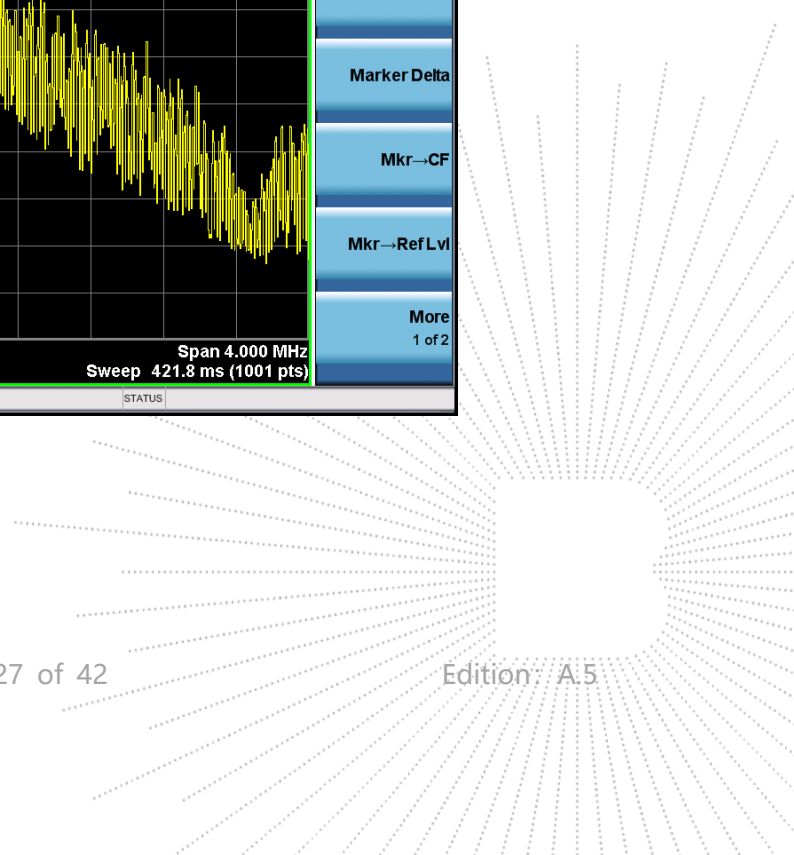 Marker Delta
Mkr→CF
Mkr→Ref Lvl
More
1 of 2
Span 4.000 MHz
Sweep 421.8 ms (1001 pts)
STATUS
27 of 42
Edition: A.5